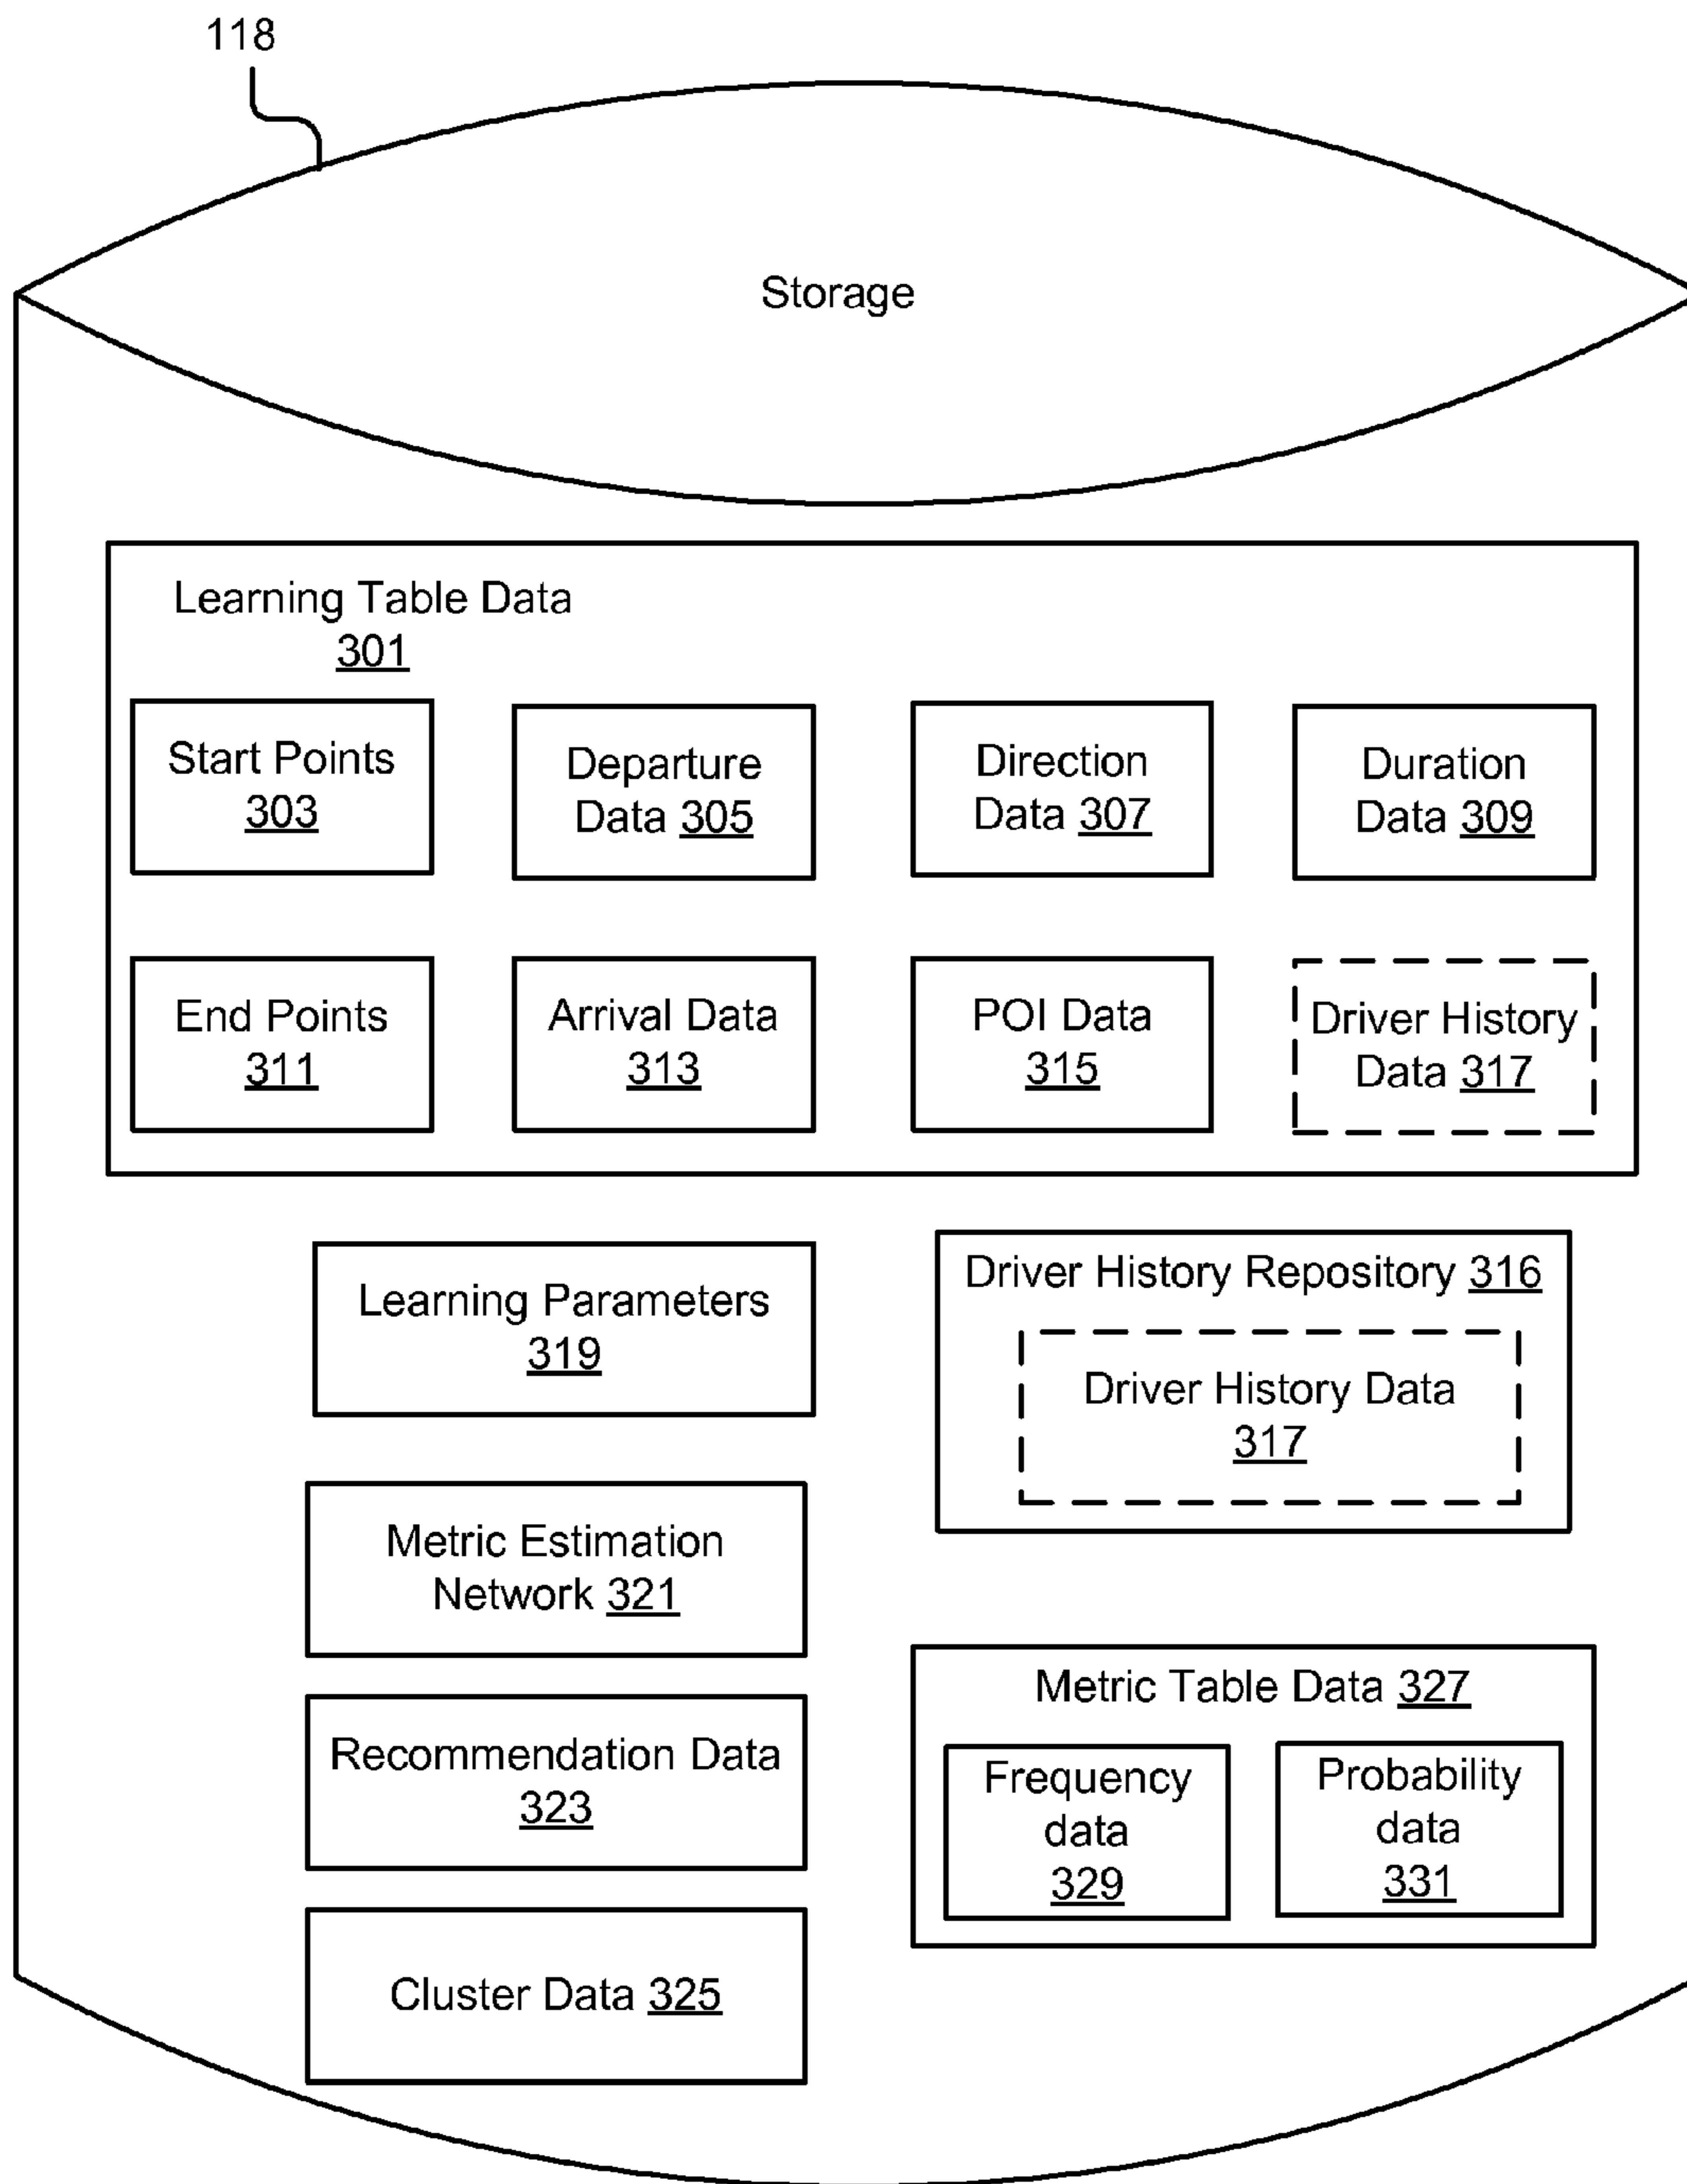 118
Storage
Learning Table Data
301
Start Points
303
Departure
Data 305
Direction
Data 307
Duration
Data 309
End Points
311
Arrival Data
313
POI Data
315
Driver History
Data 317
Learning Parameters
319
Driver History Repository 316
Driver History Data
317
Metric Estimation
Network 321
Recommendation Data
323
Cluster Data 325
Metric Table Data 327
Frequency
data
329
Probability
data
331